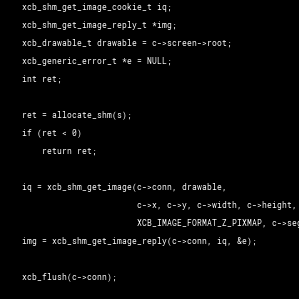 xcb_shm_get_image_cookie_t iq;
xcb_shm_get_image_reply_t *img;
xcb_drawable_t drawable = c->screen->root;
xcb_generic_error_t *e = NULL;
int ret;
ret = allocate_shm(s);
if (ret < 0)
return ret;
iq = xcb_shm_get_image(c->conn, drawable,
c->x, c->y, c->width, c->height,
XCB_IMAGE_FORMAT_Z_PIXMAP, c->seg
img = xcb_shm_get_image_reply(c->conn, iq, &e);
xcb_flush(c->conn);